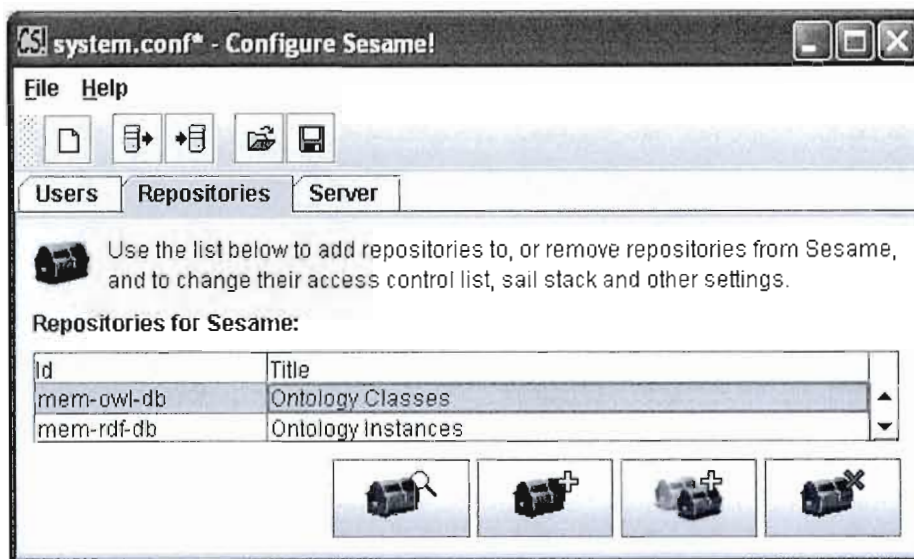 CS! system.conf* - Configure Sesame!
File Help
Users Repositories Server
Use the list below to add repositories to, or remove repositories from Sesame,
and to change their access control list, sail stack and other settings.
Repositories for Sesame:
Id Title
mem-owl-db Ontology Classes
mem-rdf-db Ontology Instances